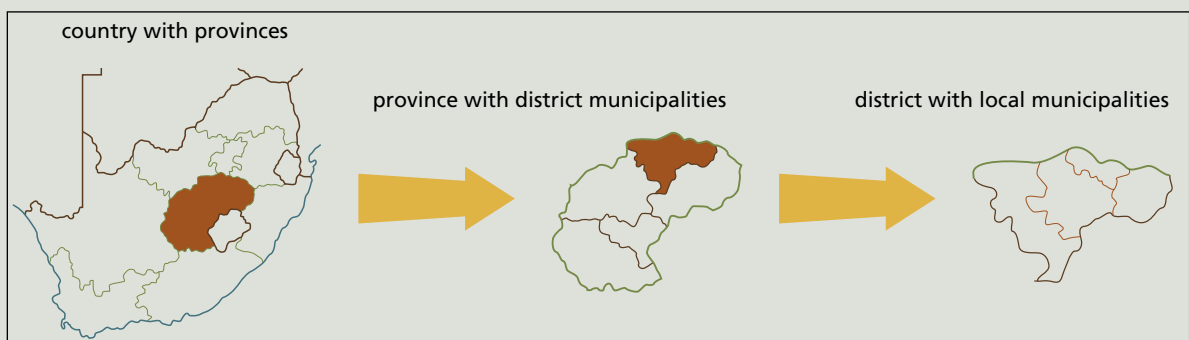 country with provinces
province with district municipalities
district with local municipalities